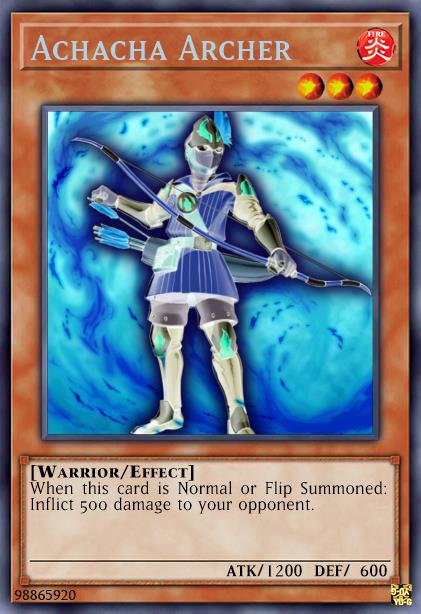 Achacha Archer
FIRE
炎
[Warrior/Effect]
When this card is Normal or Flip Summoned:
Inflict 500 damage to your opponent.
ATK/1200 DEF/ 600
98865920